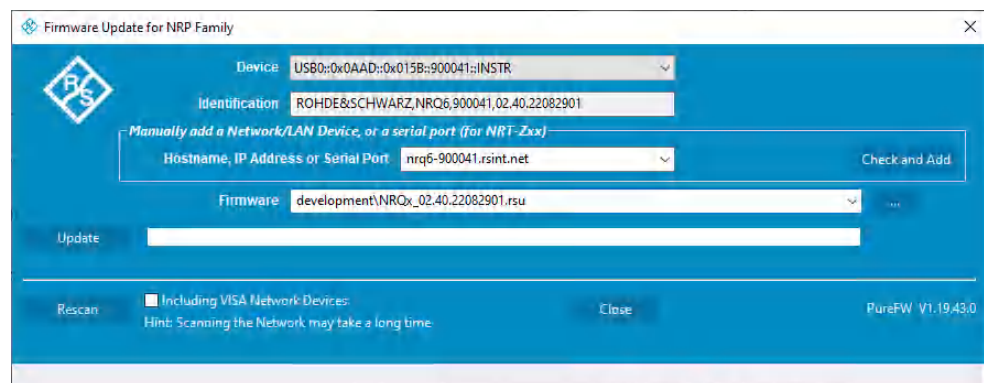 Firmware Update for NRP Family
R&S
Device USB0::0x0AAD::0x015B::900041::INSTR
Identification ROHDE&SCHWARZ,NRQ6,900041,02.40.22082901
Manually add a Network/LAN Device, or a serial port (for NRT-Zxx)
Hostname, IP Address or Serial Port nrq6-900041.rsint.net Check and Add
Firmware development\NRQx_02.40.22082901.rsu ...
Update
Rescan Including VISA Network Devices Close PureFW V1.19.43.0
Hint: Scanning the Network may take a long time